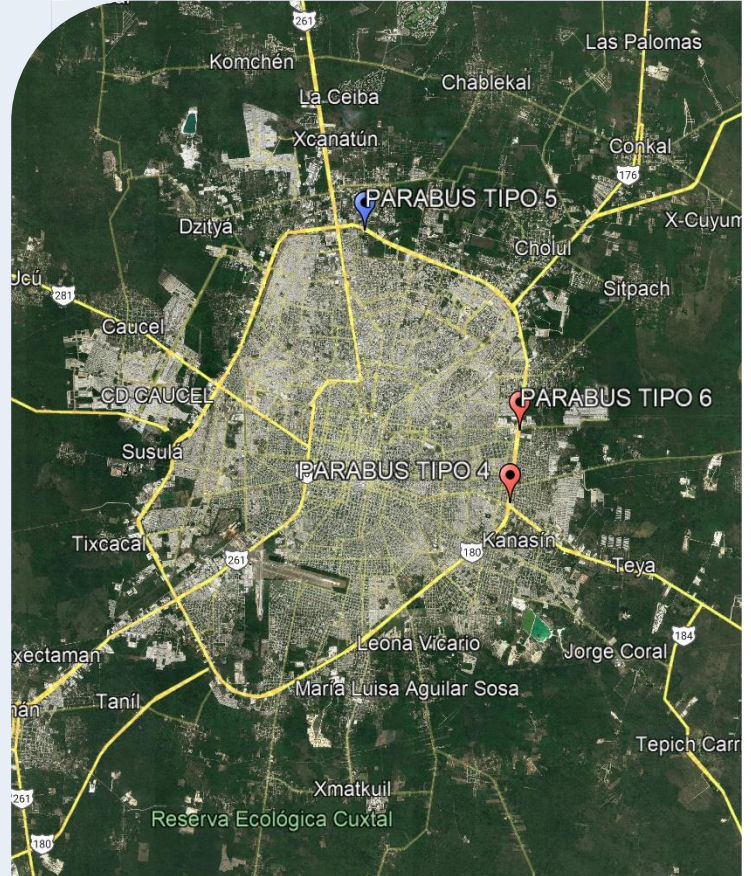 261
Las Palomas
Komchén
Chablekal
La Ceiba
Xcanatún
Conkal
176
PARABUS TIPO 5
Dzityá
X-Cuyum
Cholul
Ucú
281
Sitpach
Caucel
CD CAUCEL
PARABUS TIPO 6
Susulá
PARABUS TIPO 4
Tixcacal
Kanasín
180
261
Teya
Leona Vicario
Jorge Coral
184
xectaman
María Luisa Aguilar Sosa
Taníl
nán
Tepich Carr
Xmatkuil
261
Reserva Ecológica Cuxtal
180